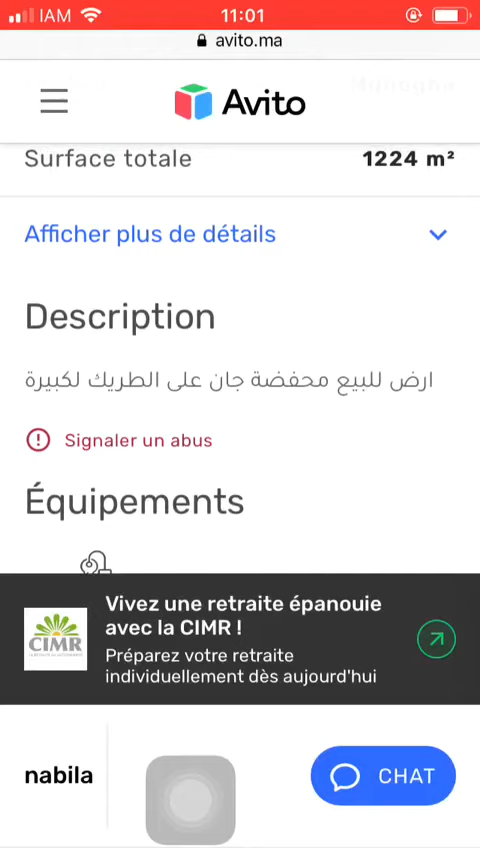 IAM
11:01
avito.ma
Avito
Surface totale
1224 m²
Afficher plus de détails
Description
ارض للبيع محفضة جان على الطريك لكبيرة
Signaler un abus
Équipements
CIMR
Vivez une retraite épanouie
avec la CIMR !
Préparez votre retraite
individuellement dès aujourd'hui
nabila
CHAT